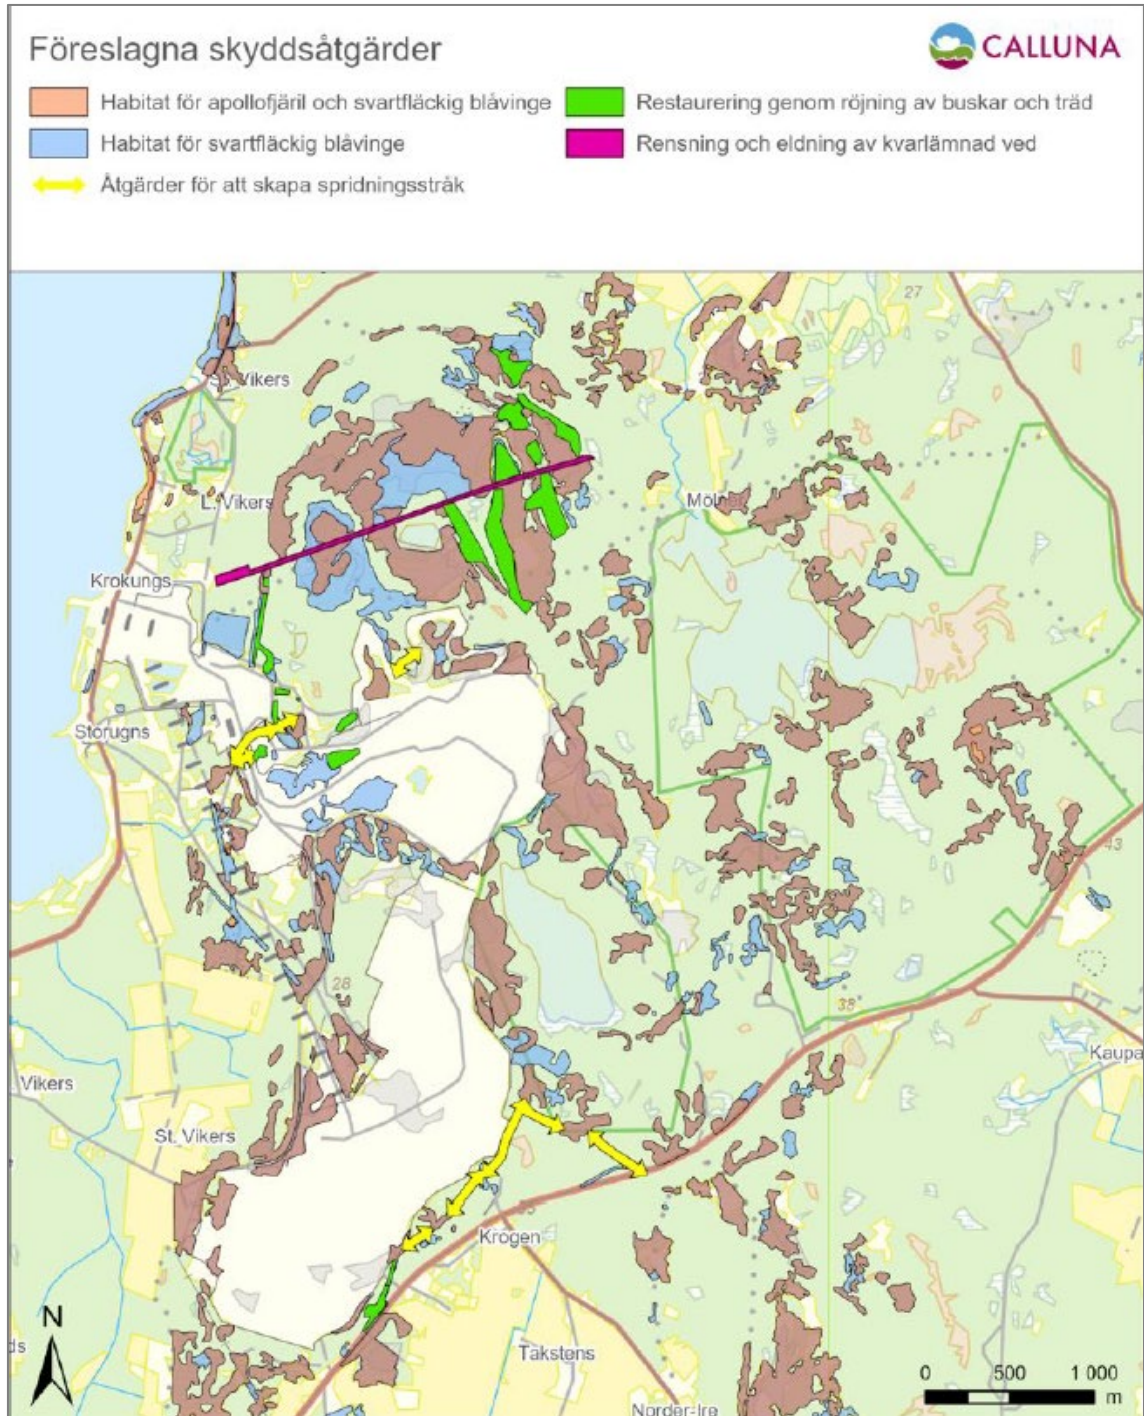 Föreslagna skyddsåtgärder
CALLUNA
Habitat för apollofjäril och svartfläckig blåvinge
Restaurering genom röjning av buskar och träd
Habitat för svartfläckig blåvinge
Rensning och eldning av kvarlämnad ved
Åtgärder för att skapa spridningsstråk
27
Vikers
L. Vikers
Krokungs
Storugns
43
28
38
Vikers
St. Vikers
Kaupa
Krogen
N
ds
Takstens
0 500 1 000
m
Norder-Ire